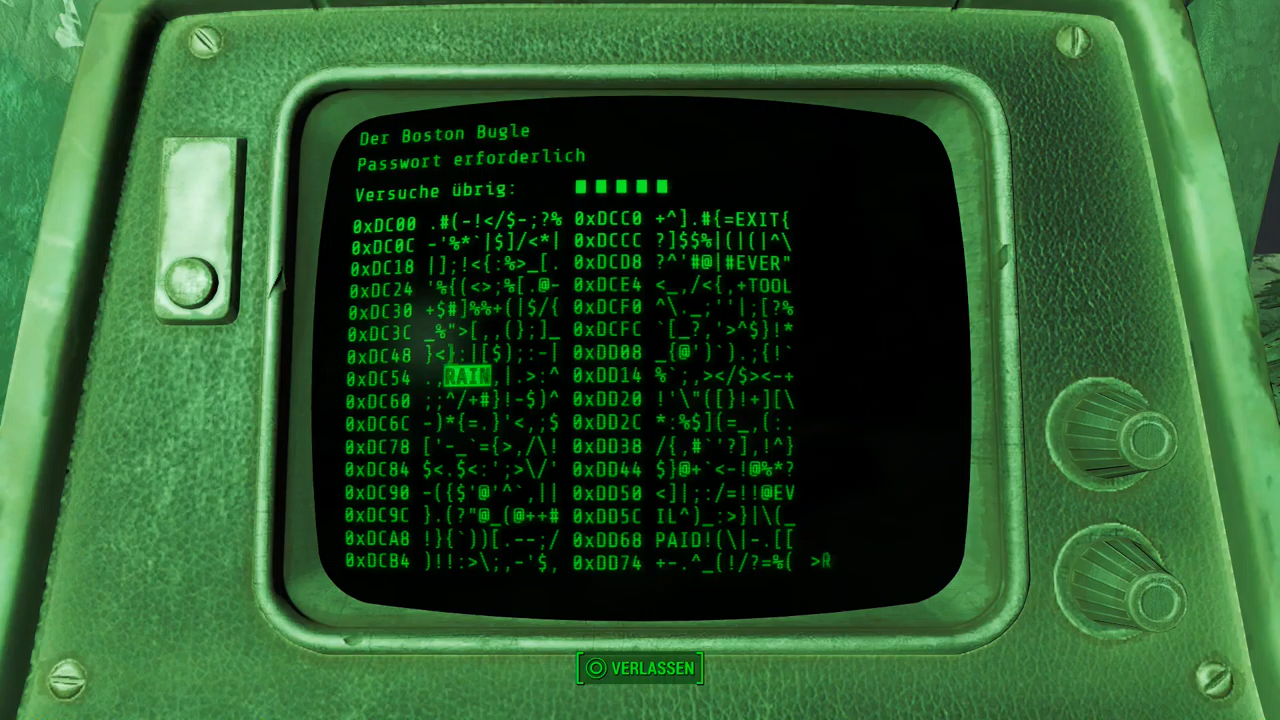 Der Boston Bugle
Passwort erforderlich
Versuche übrig: ■ ■ ■ ■ ■
0xDC00 .#(-!</$-;?% 0xDCC0 +^].#{=EXIT{
0xDC0C -'%*`|$]/<*| 0xDCCC ?]$$%|(|(|^\
0xDC18 |];!<{:%>_[. 0xDCD8 ?^'#@|#EVER"
0xDC24 '%{(<>;%[.@- 0xDCE4 <_,/<{,+TOOL
0xDC30 +$#]%%+(|$/{ 0xDCF0 ^\._;''|;[?%
0xDC3C _%">[,,(};]_ 0xDCFC `[_?,'>^$}!*
0xDC48 }<}:|[$);:-| 0xDD08 _{@')`).;{!`
0xDC54 .,RAIN,|.>:^ 0xDD14 %`;,></$><-+
0xDC60 ;;^/+#}!-$)^ 0xDD20 !'\"([}!+][\
0xDC6C -)*{=.}'<,;$ 0xDD2C *:%$](=_,(:.
0xDC78 ['-_`={>,/\! 0xDD38 /{,#`'?],!^}
0xDC84 $<.$<:';>\/' 0xDD44 $}@+`<-!@%*?
0xDC90 -({$'@'^`,|| 0xDD50 <]|;:/=!!@EV
0xDC9C }.(?"@_(@++# 0xDD5C IL^)_:>}|\(_
0xDCA8 !}{`))[.--;/ 0xDD68 PAID!(\|-.[[
0xDCB4 )!!:>\;,-'$, 0xDD74 +-.^_(!/?=%( >R
VERLASSEN